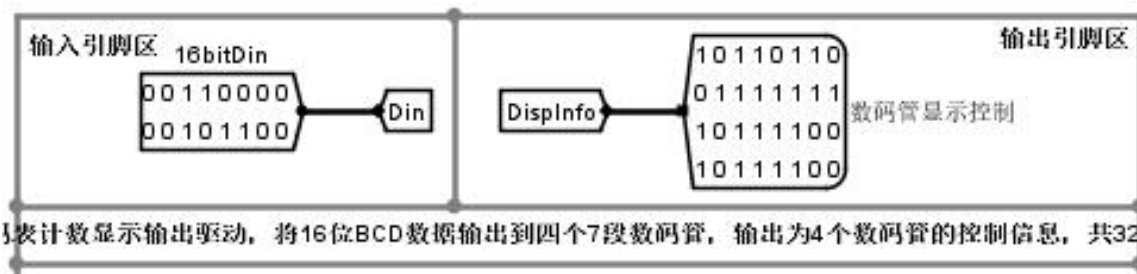 输入引脚区
16bitDin
00110000
00101100
Din
输出引脚区
DispInfo
10110110
01111111
10111100
10111100
数码管显示控制
表计数显示输出驱动，将16位BCD数据输出到四个7段数码管，输出为4个数码管的控制信息，共32